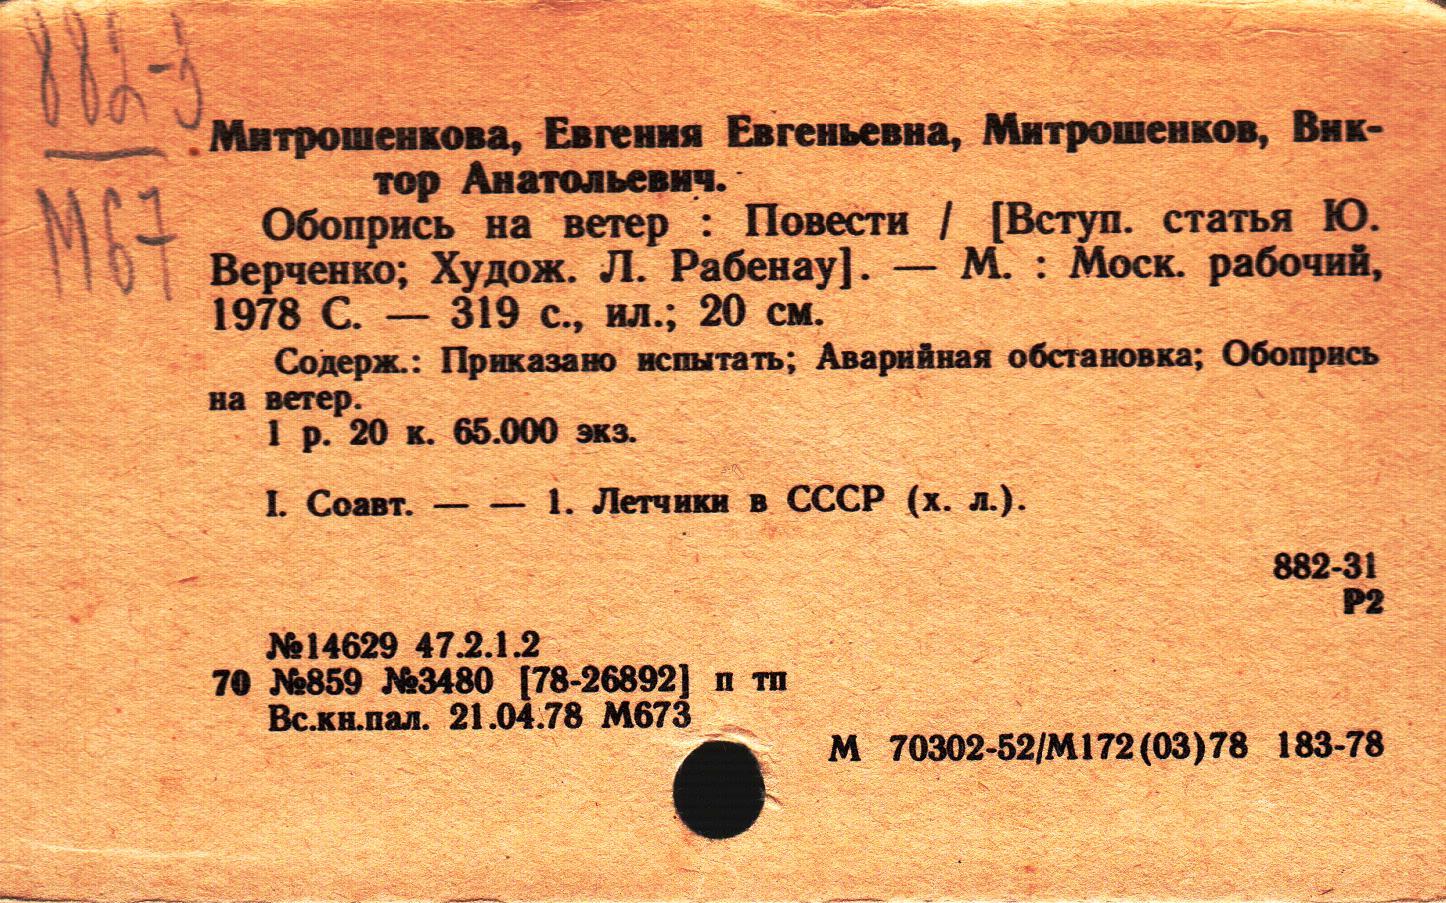 882-3
М67
Митрошенкова, Евгения Евгеньевна, Митрошенков, Вик-
тор Анатольевич.
Обопрись на ветер : Повести / [Вступ. статья Ю.
Верченко; Худож. Л. Рабенау]. — М. : Моск. рабочий,
1978 С. — 319 с., ил.; 20 см.
Содерж.: Приказано испытать; Аварийная обстановка; Обопрись
на ветер.
1 р. 20 к. 65.000 экз.
I. Соавт. — — 1. Летчики в СССР (х. л.).
882-31
Р2
№14629 47.2.1.2
70 №859 №3480 [78-26892] п тп
Вс.кн.пал. 21.04.78 М673
М 70302-52/М172(03)78 183-78